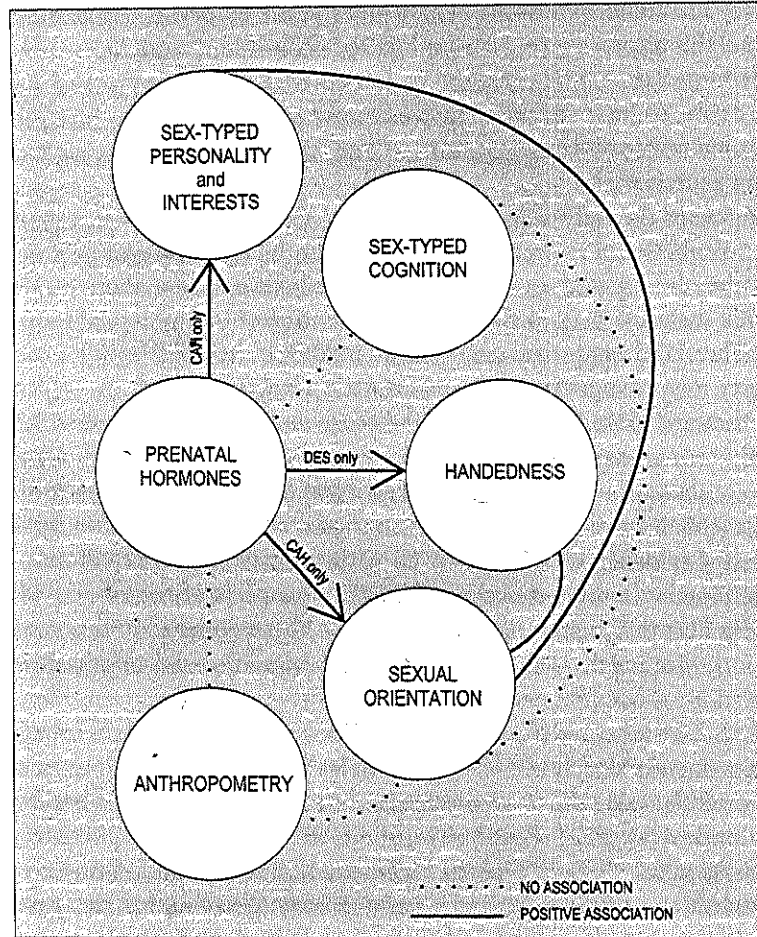 SEX-TYPED
PERSONALITY
and
INTERESTS
SEX-TYPED
COGNITION
CAH only
PRENATAL
HORMONES
DES only
HANDEDNESS
CAH only
SEXUAL
ORIENTATION
ANTHROPOMETRY
NO ASSOCIATION
POSITIVE ASSOCIATION